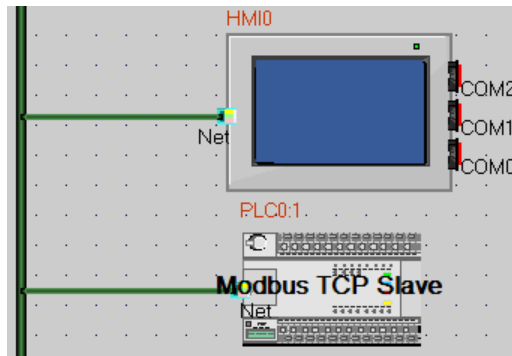 HMI0
COM2
COM1
Net
COM0
PLC0:1
Modbus TCP Slave
Net